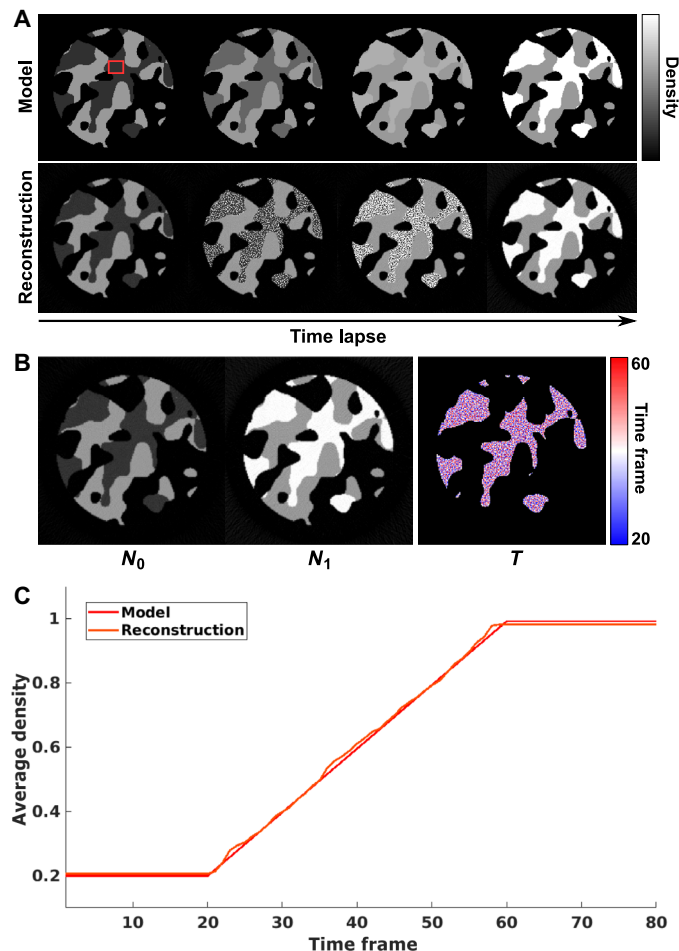 A
Model
Density
Reconstruction
Time lapse
B
60
Time frame
20
N0
N1
T
C
Model
Reconstruction
1
0.8
0.6
0.4
0.2
Average density
10
20
30
40
50
60
70
80
Time frame